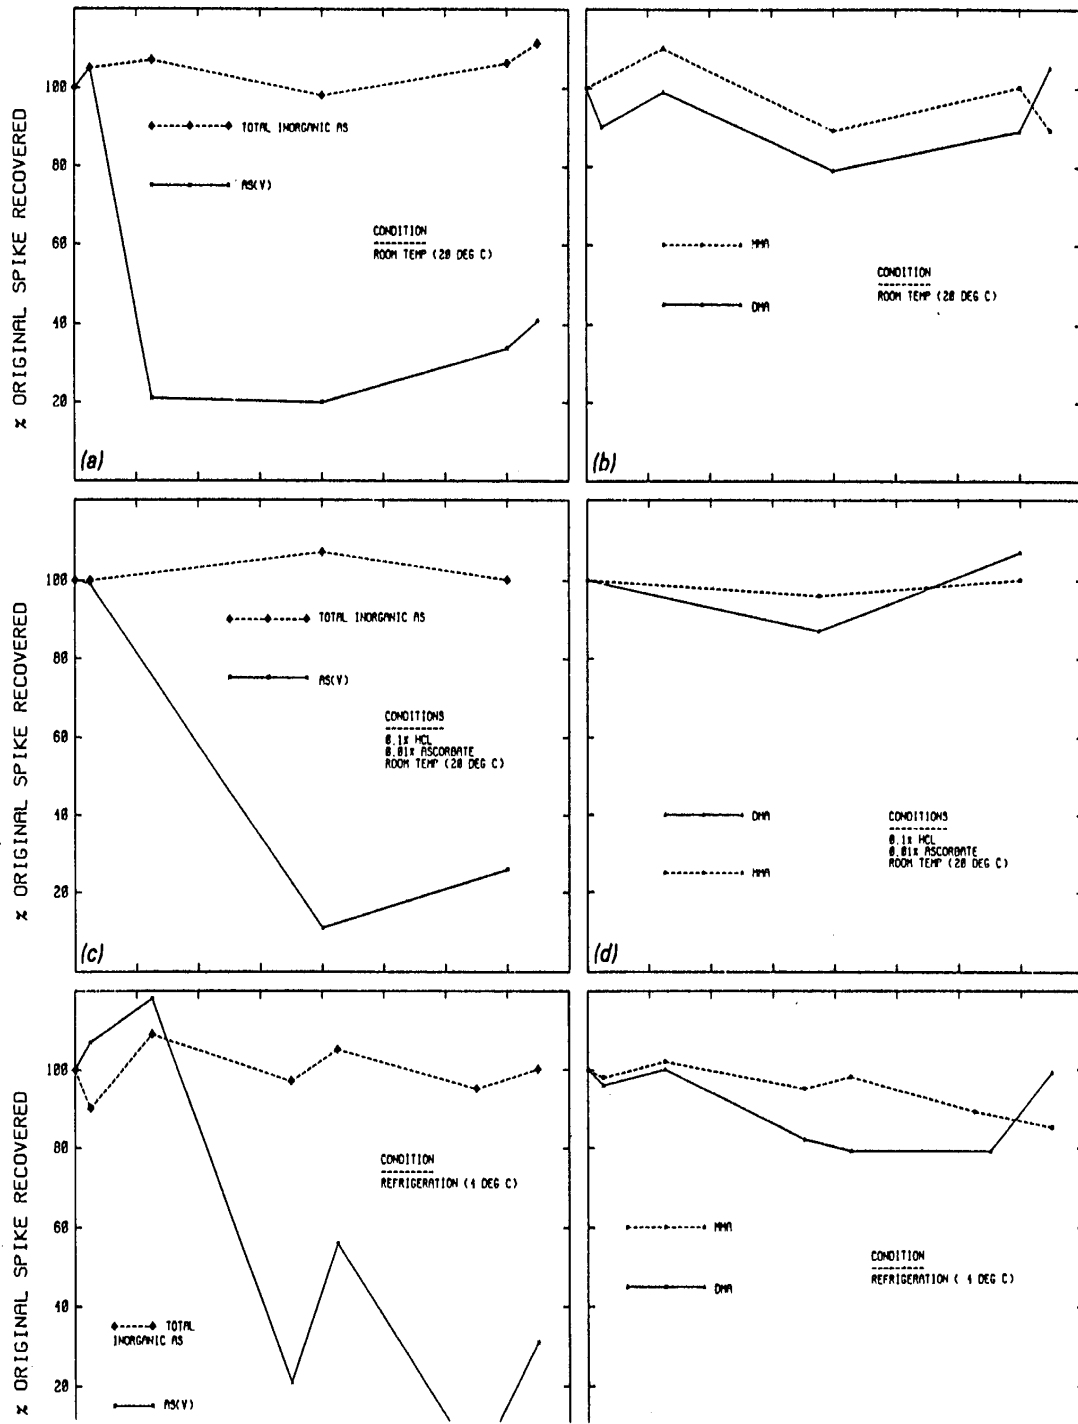 % ORIGINAL SPIKE RECOVERED
100
80
60
40
20
TOTAL INORGANIC AS
AS(V)
CONDITION
ROOM TEMP (20 DEG C)
(a)
MMA
DMA
CONDITION
ROOM TEMP (20 DEG C)
(b)
% ORIGINAL SPIKE RECOVERED
100
80
60
40
20
TOTAL INORGANIC AS
AS(V)
CONDITIONS
0.1% HCL
0.01% ASCORBATE
ROOM TEMP (20 DEG C)
(c)
DMA
MMA
CONDITIONS
0.1% HCL
0.01% ASCORBATE
ROOM TEMP (20 DEG C)
(d)
% ORIGINAL SPIKE RECOVERED
100
80
60
40
20
CONDITION
REFRIGERATION (4 DEG C)
TOTAL
INORGANIC AS
AS(V)
MMA
DMA
CONDITION
REFRIGERATION ( 4 DEG C)